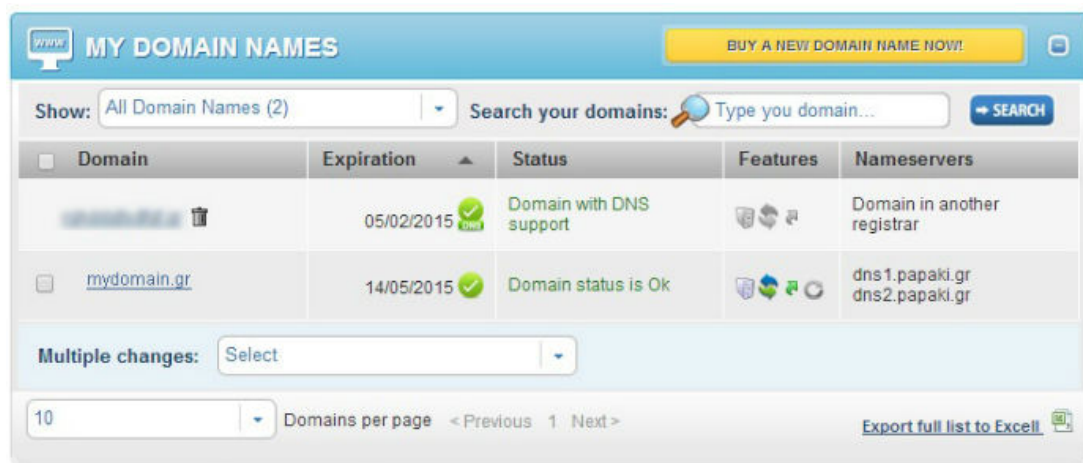 www MY DOMAIN NAMES BUY A NEW DOMAIN NAME NOW!
Show: All Domain Names (2) Search your domains: Type you domain... SEARCH
Domain Expiration Status Features Nameservers
05/02/2015 DNS Domain with DNS support Domain in another registrar
mydomain.gr 14/05/2015 Domain status is Ok dns1.papaki.gr
dns2.papaki.gr
Multiple changes: Select
10 Domains per page < Previous 1 Next > Export full list to Excell